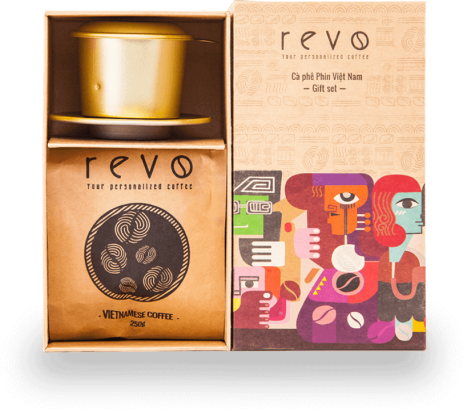 revo
Your personalized coffee
Cà phê Phin Việt Nam
– Gift set –
revo
Your personalized coffee
- VIETNAMESE COFFEE -
250g